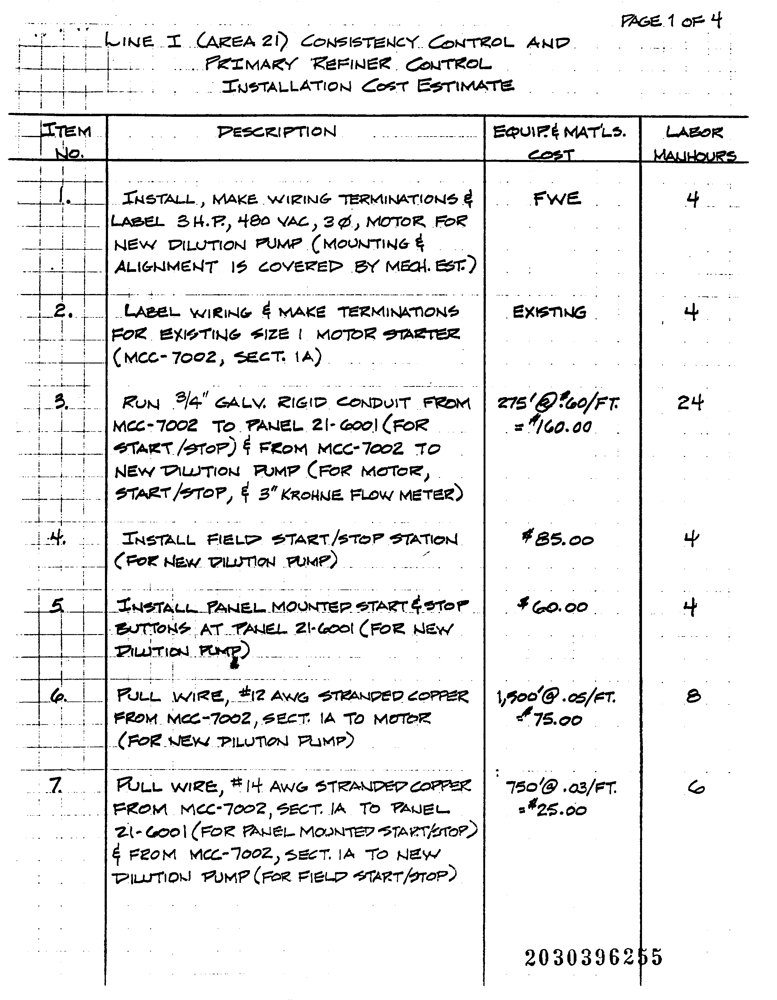 PAGE 1 OF 4
LINE I (AREA 21) CONSISTENCY CONTROL AND
PRIMARY REFINER CONTROL
INSTALLATION COST ESTIMATE
ITEM NO. DESCRIPTION EQUIP. & MAT'LS. COST LABOR MANHOURS
1. INSTALL, MAKE WIRING TERMINATIONS & FWE 4
LABEL 3 H.P., 480 VAC, 3Ø, MOTOR FOR
NEW DILUTION PUMP (MOUNTING &
ALIGNMENT IS COVERED BY MECH. EST.)
2. LABEL WIRING & MAKE TERMINATIONS EXISTING 4
FOR EXISTING SIZE 1 MOTOR STARTER
(MCC-7002, SECT. 1A)
3. RUN 3/4" GALV. RIGID CONDUIT FROM 275' @ $.60/FT. 24
MCC-7002 TO PANEL 21-6001 (FOR = $160.00
START/STOP) & FROM MCC-7002 TO
NEW DILUTION PUMP (FOR MOTOR,
START/STOP, & 3" KROHNE FLOW METER)
4. INSTALL FIELD START/STOP STATION $85.00 4
(FOR NEW DILUTION PUMP)
5 INSTALL PANEL MOUNTED START & STOP $60.00 4
BUTTONS AT PANEL 21-6001 (FOR NEW
DILUTION PUMP)
6. PULL WIRE, #12 AWG STRANDED COPPER 1,500' @ .05/FT. 8
FROM MCC-7002, SECT. 1A TO MOTOR = $75.00
(FOR NEW DILUTION PUMP)
7. PULL WIRE, #14 AWG STRANDED COPPER 750' @ .03/FT. 6
FROM MCC-7002, SECT. 1A TO PANEL = $25.00
21-6001 (FOR PANEL MOUNTED START/STOP)
& FROM MCC-7002, SECT. 1A TO NEW
DILUTION PUMP (FOR FIELD START/STOP)
2030396255